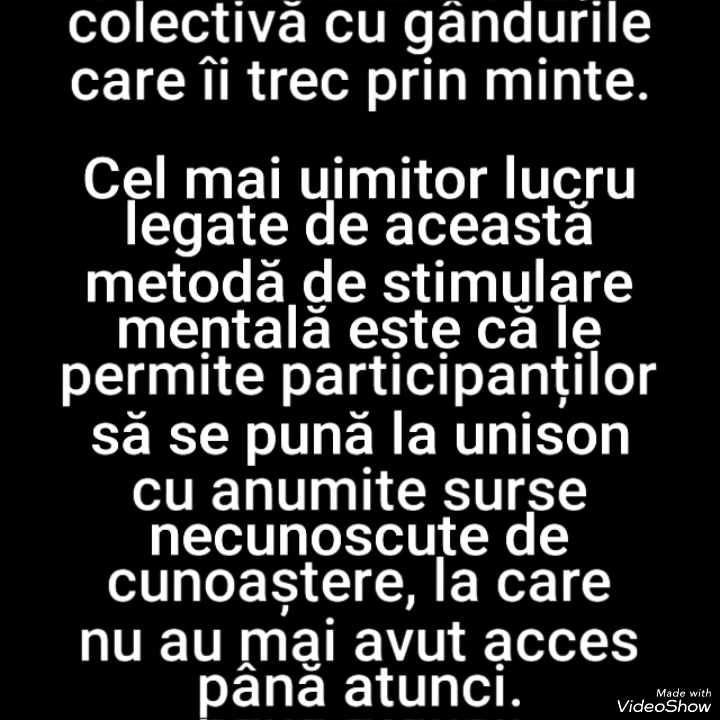 colectivă cu gândurile
care îi trec prin minte.
Cel mai uimitor lucru
legate de această
metodă de stimulare
mentală este că le
permite participanților
să se pună la unison
cu anumite surse
necunoscute de
cunoaștere, la care
nu au mai avut acces
până atunci.
Made with
VideoShow